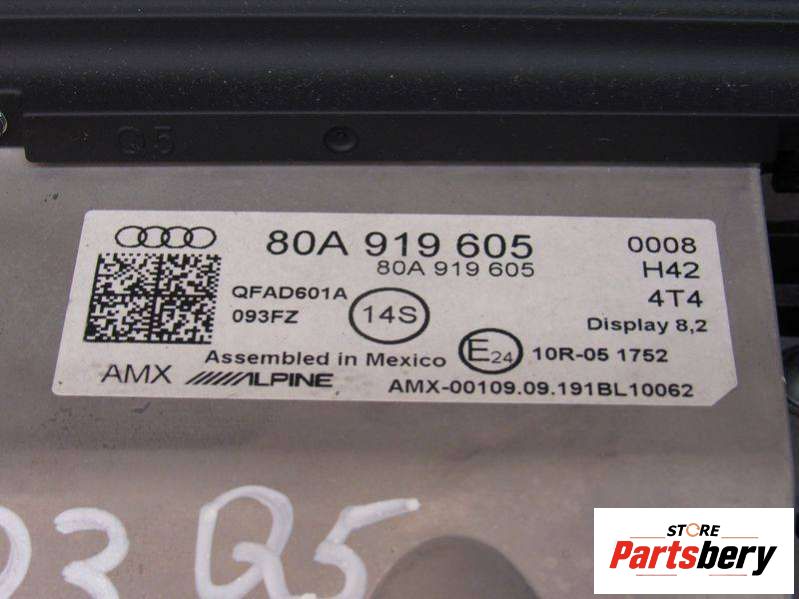 Q5
80A 919 605
0008
80A 919 605
H42
QFAD601A
4T4
093FZ
14S
Display 8,2
Assembled in Mexico
E24
10R-05 1752
AMX
ALPINE
AMX-00109.09.191BL10062
Q5
STORE
Partsbery